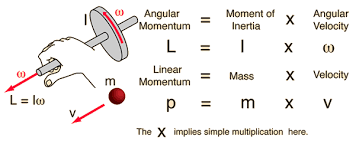 I
ω
ω
L = Iω
m
v
Angular Momentum = Moment of Inertia X Angular Velocity
L = I x ω
Linear Momentum = Mass X Velocity
p = m x v
The X implies simple multiplication here.